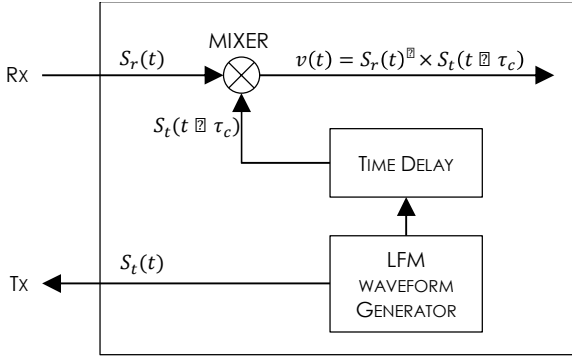 MIXER
Rx
S_r(t)
v(t) = S_r(t)⍰ × S_t(t ⍰ τ_c)
S_t(t ⍰ τ_c)
TIME DELAY
Tx
S_t(t)
LFM
WAVEFORM
GENERATOR